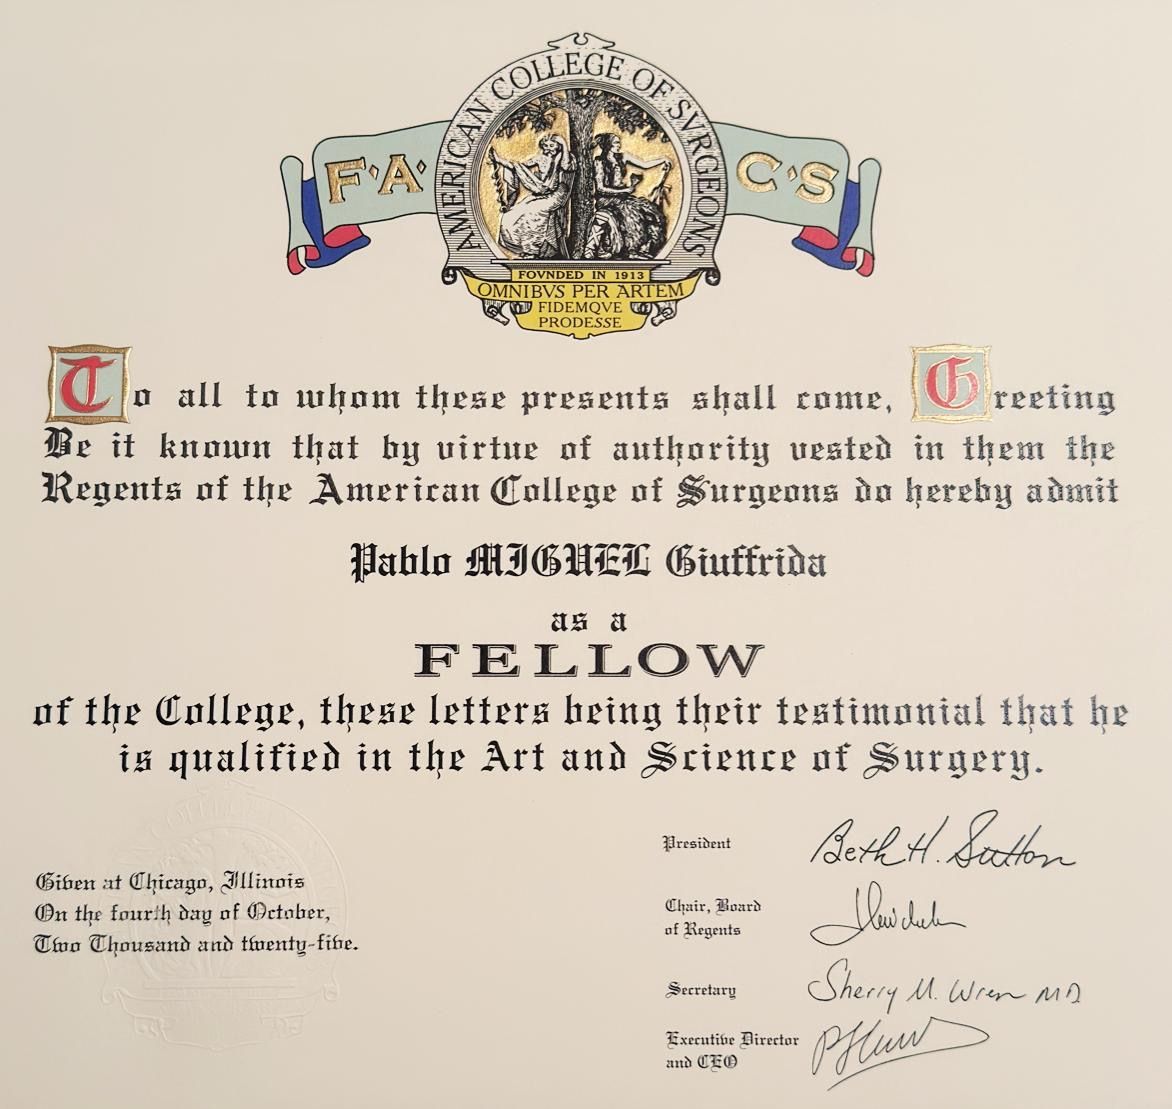 AMERICAN COLLEGE OF SVRGEONS
F·A·C·S
FOVNDED IN 1913
OMNIBVS PER ARTEM
FIDEMQVE
PRODESSE
To all to whom these presents shall come, Greeting
Be it known that by virtue of authority vested in them the
Regents of the American College of Surgeons do hereby admit
Pablo MIGUEL Giuffrida
as a
FELLOW
of the College, these letters being their testimonial that he
is qualified in the Art and Science of Surgery.
Given at Chicago, Illinois
On the fourth day of October,
Two Thousand and twenty-five.
President
Beth H. Sutton
Chair, Board
of Regents
Secretary
Sherry M. Wren MD
Executive Director
and CEO